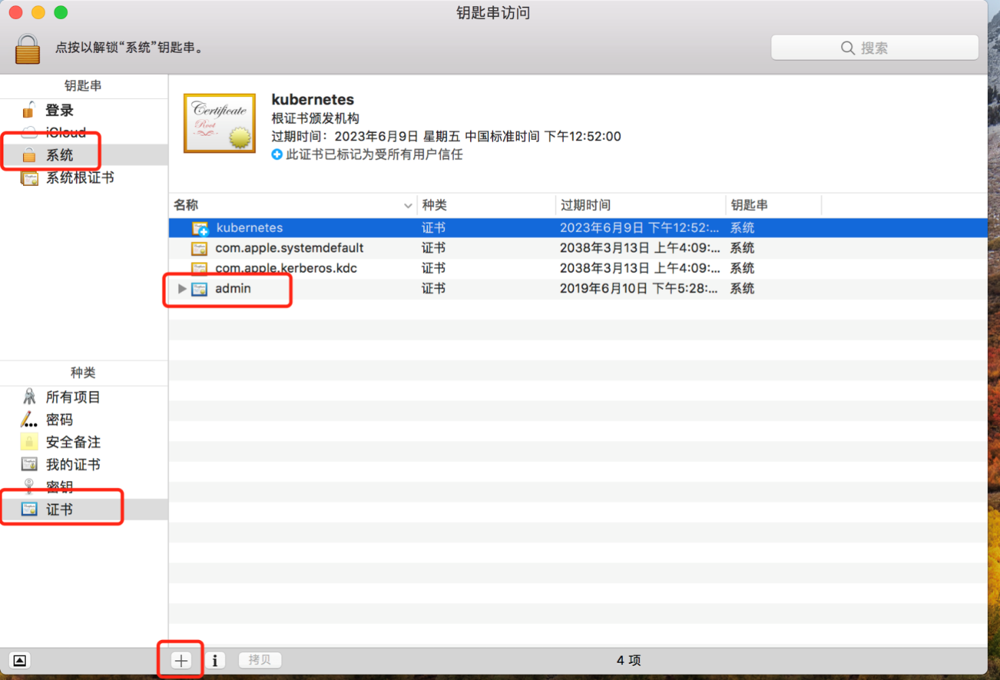 钥匙串访问
点按以解锁“系统”钥匙串。
搜索
钥匙串
登录
iCloud
系统
系统根证书
Certificate
Root
kubernetes
根证书颁发机构
过期时间：2023年6月9日 星期五 中国标准时间 下午12:52:00
此证书已标记为受所有用户信任
名称 种类 过期时间 钥匙串
kubernetes 证书 2023年6月9日 下午12:52:... 系统
com.apple.systemdefault 证书 2038年3月13日 上午4:09:... 系统
com.apple.kerberos.kdc 证书 2038年3月13日 上午4:09:... 系统
admin 证书 2019年6月10日 下午5:28:... 系统
种类
所有项目
密码
安全备注
我的证书
密钥
证书
拷贝
4 项